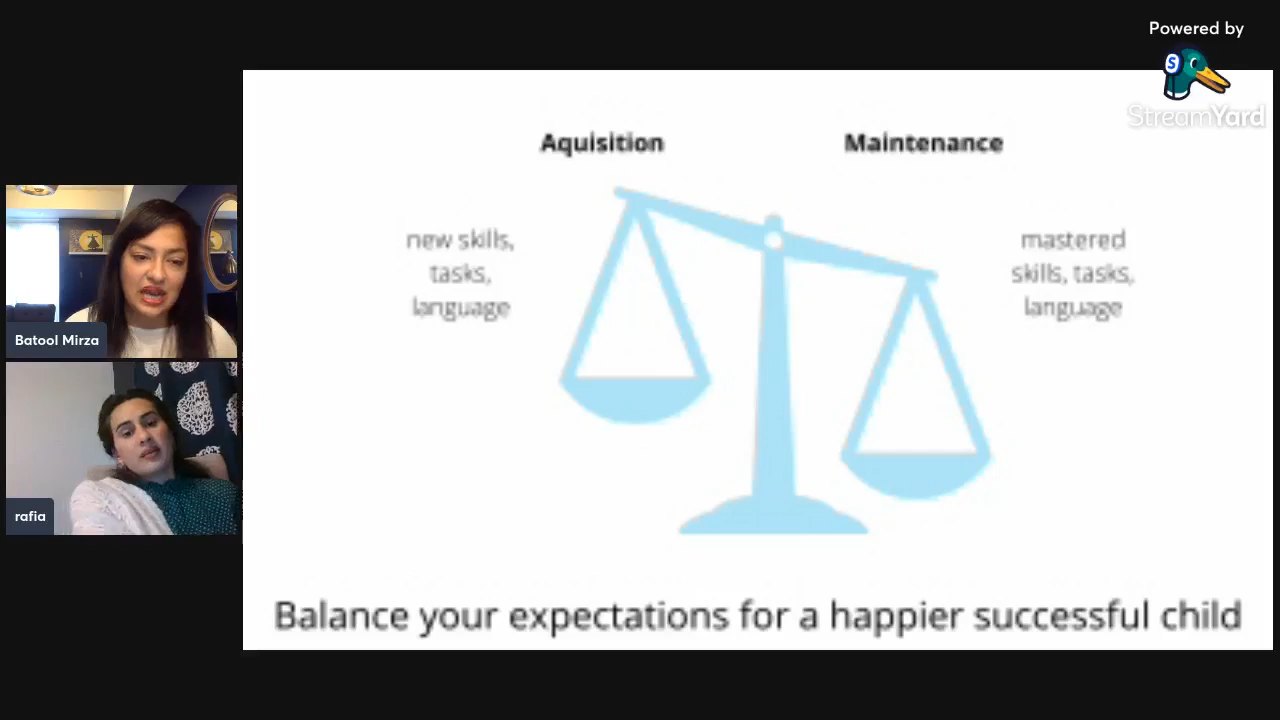 Powered by
S
StreamYard
Aquisition
Maintenance
new skills,
tasks,
language
mastered
skills, tasks,
language
Batool Mirza
rafia
Balance your expectations for a happier successful child